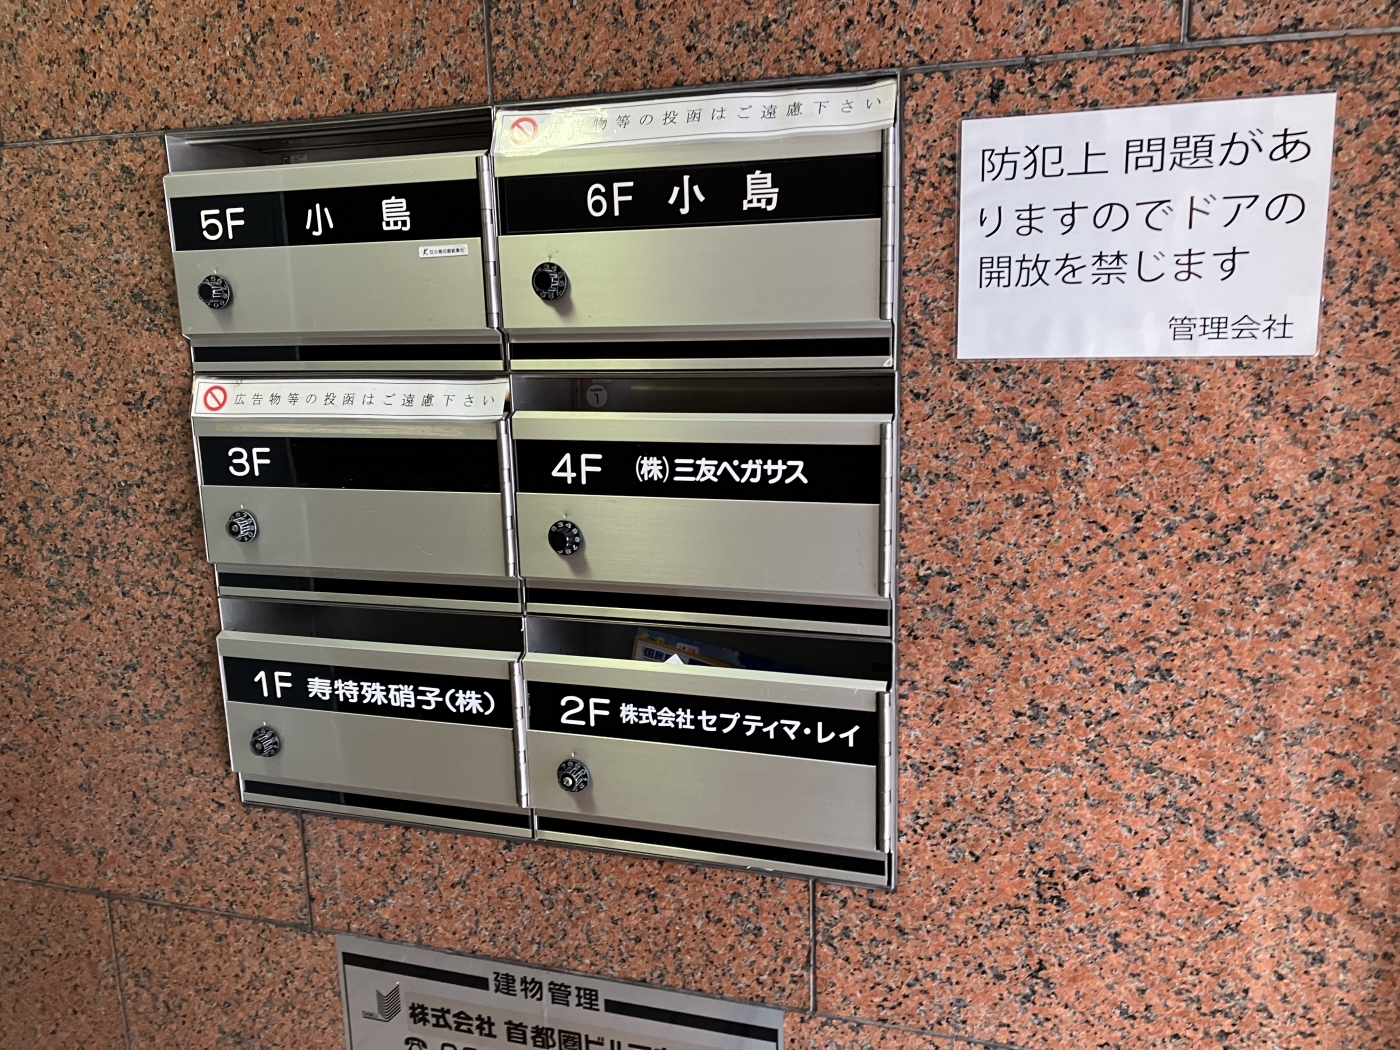 広告物等の投函はご遠慮下さい
5F 小島
6F 小島
広告物等の投函はご遠慮下さい
3F
4F (株)三友ペガサス
1F 寿特殊硝子(株)
2F 株式会社セプティマ・レイ
防犯上 問題があ
りますのでドアの
開放を禁じます
管理会社
建物管理
株式会社 首都圏ビル